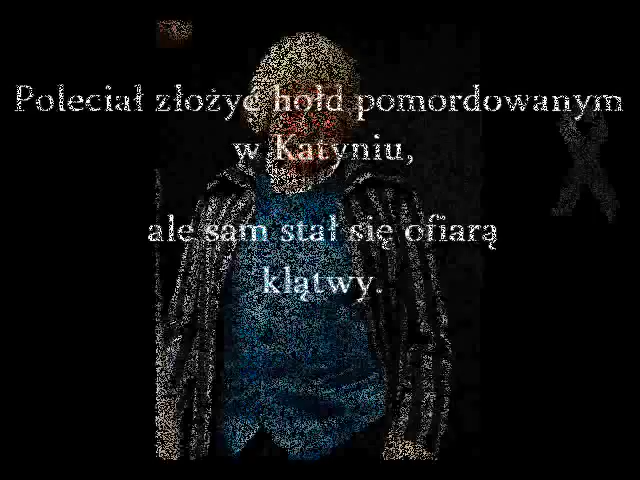 Poleciał złożyć hołd pomordowanym
w Katyniu,
ale sam stał się ofiarą
klątwy.